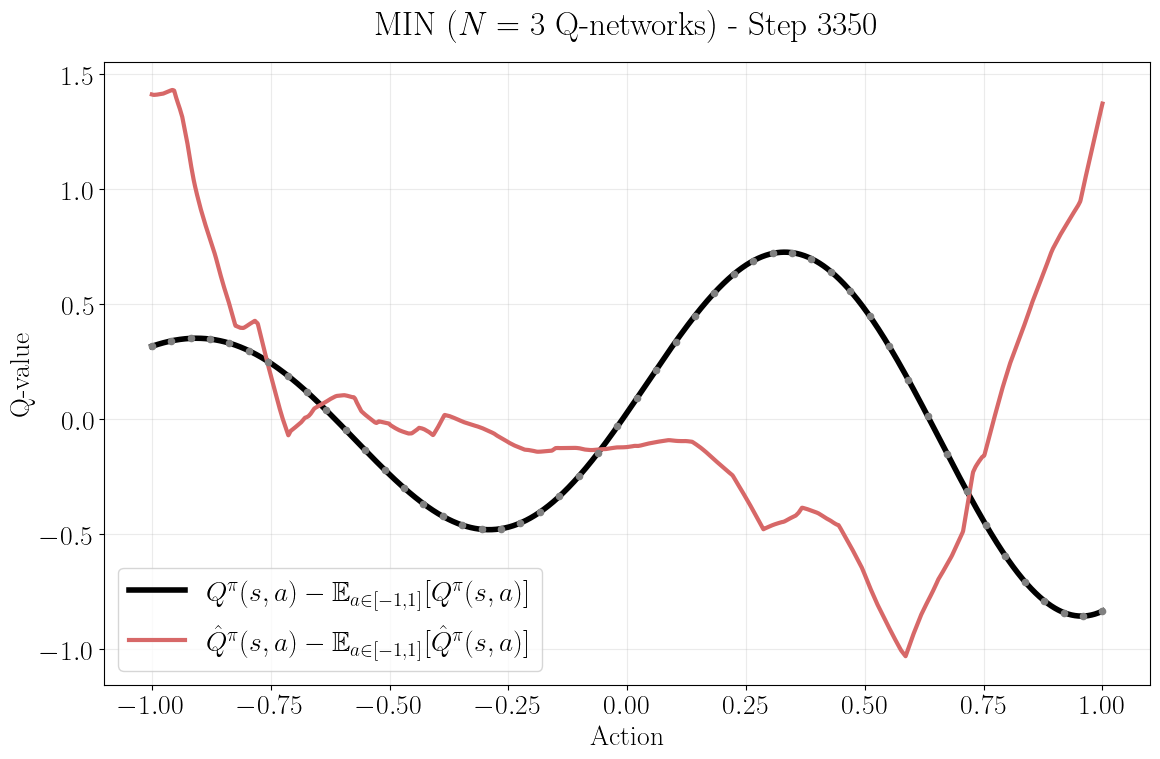 MIN (N = 3 Q-networks) - Step 3350
Q-value
1.5
1.0
0.5
0.0
−0.5
−1.0
Q^π(s, a) − 𝔼_{a∈[−1,1]}[Q^π(s, a)]
Q̂^π(s, a) − 𝔼_{a∈[−1,1]}[Q̂^π(s, a)]
−1.00 −0.75 −0.50 −0.25 0.00 0.25 0.50 0.75 1.00
Action